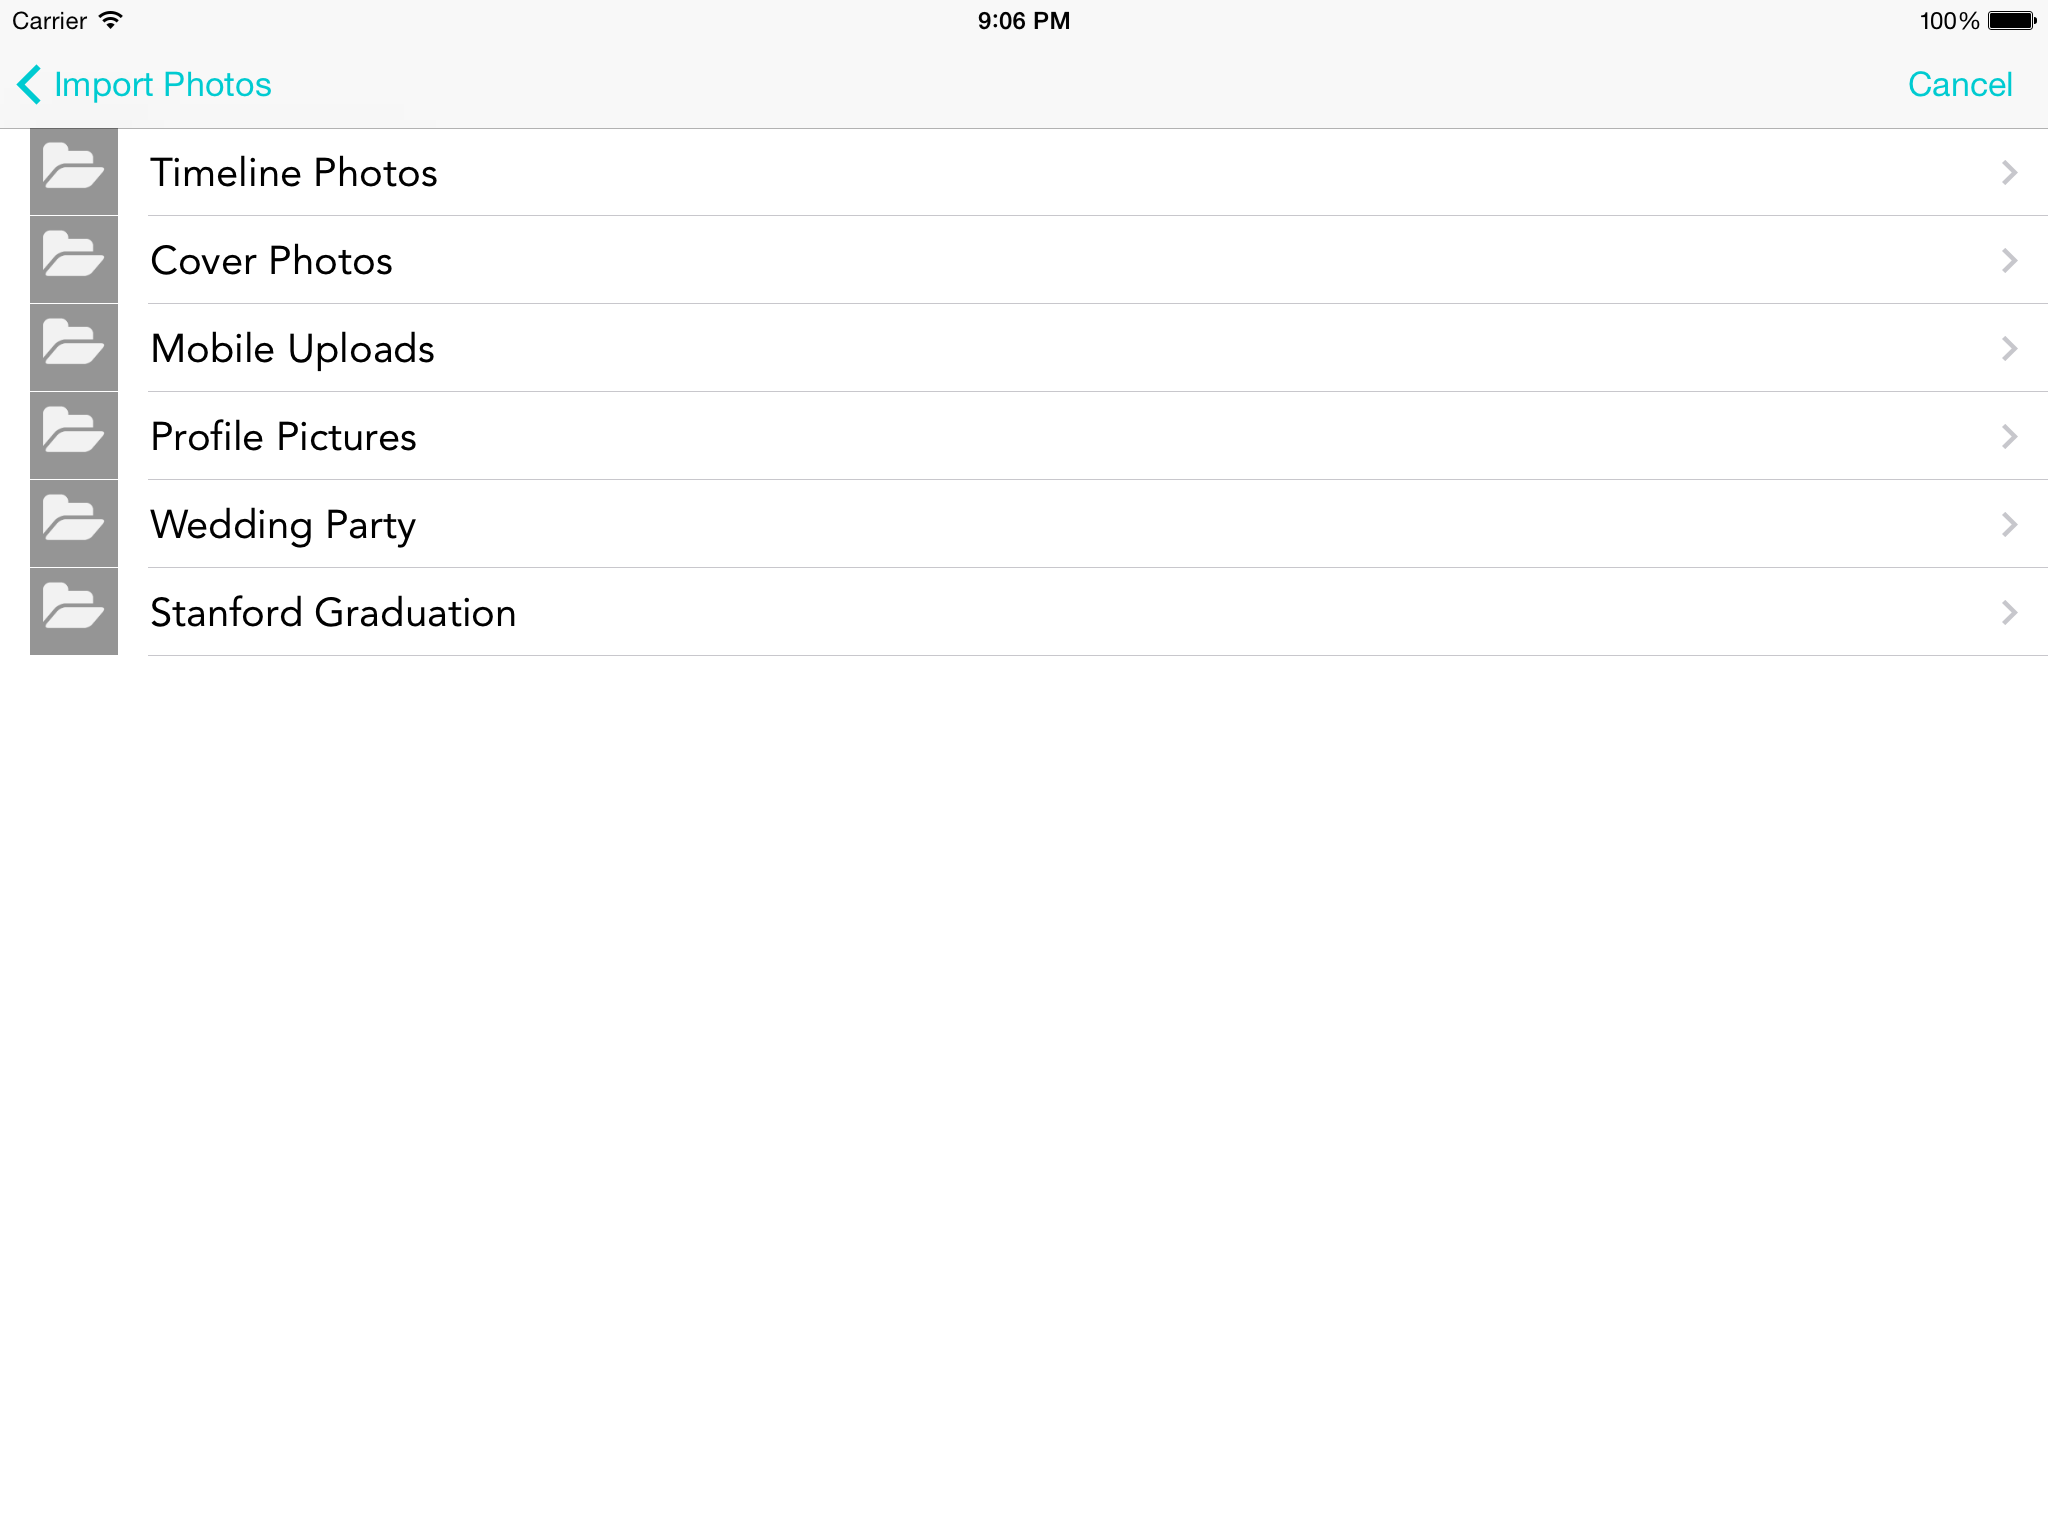 Carrier 9:06 PM 100%
Import Photos Cancel
Timeline Photos
Cover Photos
Mobile Uploads
Profile Pictures
Wedding Party
Stanford Graduation